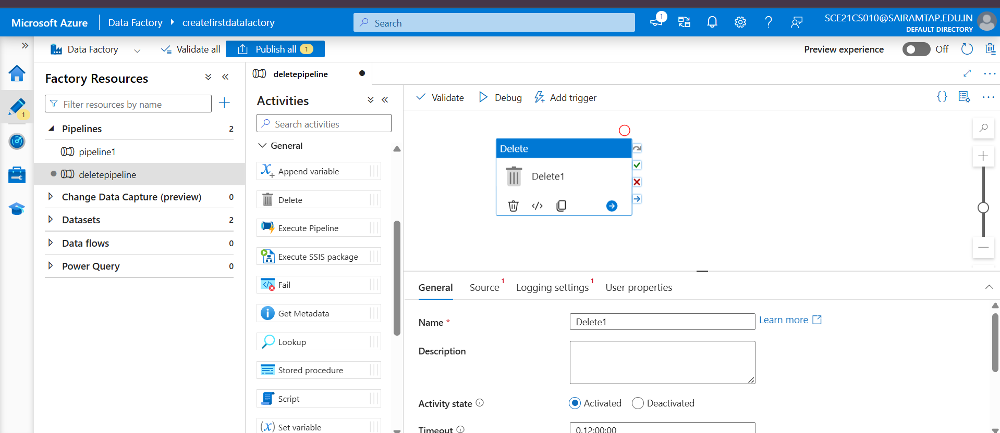 Microsoft Azure
Data Factory
createfirstdatafactory
Search
1
SCE21CS010@SAIRAMTAP.EDU.IN
DEFAULT DIRECTORY
Data Factory
Validate all
Publish all 1
Preview experience
Off
1
Factory Resources
Filter resources by name
Pipelines 2
pipeline1
deletepipeline
Change Data Capture (preview) 0
Datasets 2
Data flows 0
Power Query 0
deletepipeline
Activities
Search activities
General
Append variable
Delete
Execute Pipeline
Execute SSIS package
Fail
Get Metadata
Lookup
Stored procedure
Script
Set variable
Validate
Debug
Add trigger
Delete
Delete1
General
Source 1
Logging settings 1
User properties
Name *
Delete1
Learn more
Description
Activity state
Activated
Deactivated
Timeout
0.12:00:00